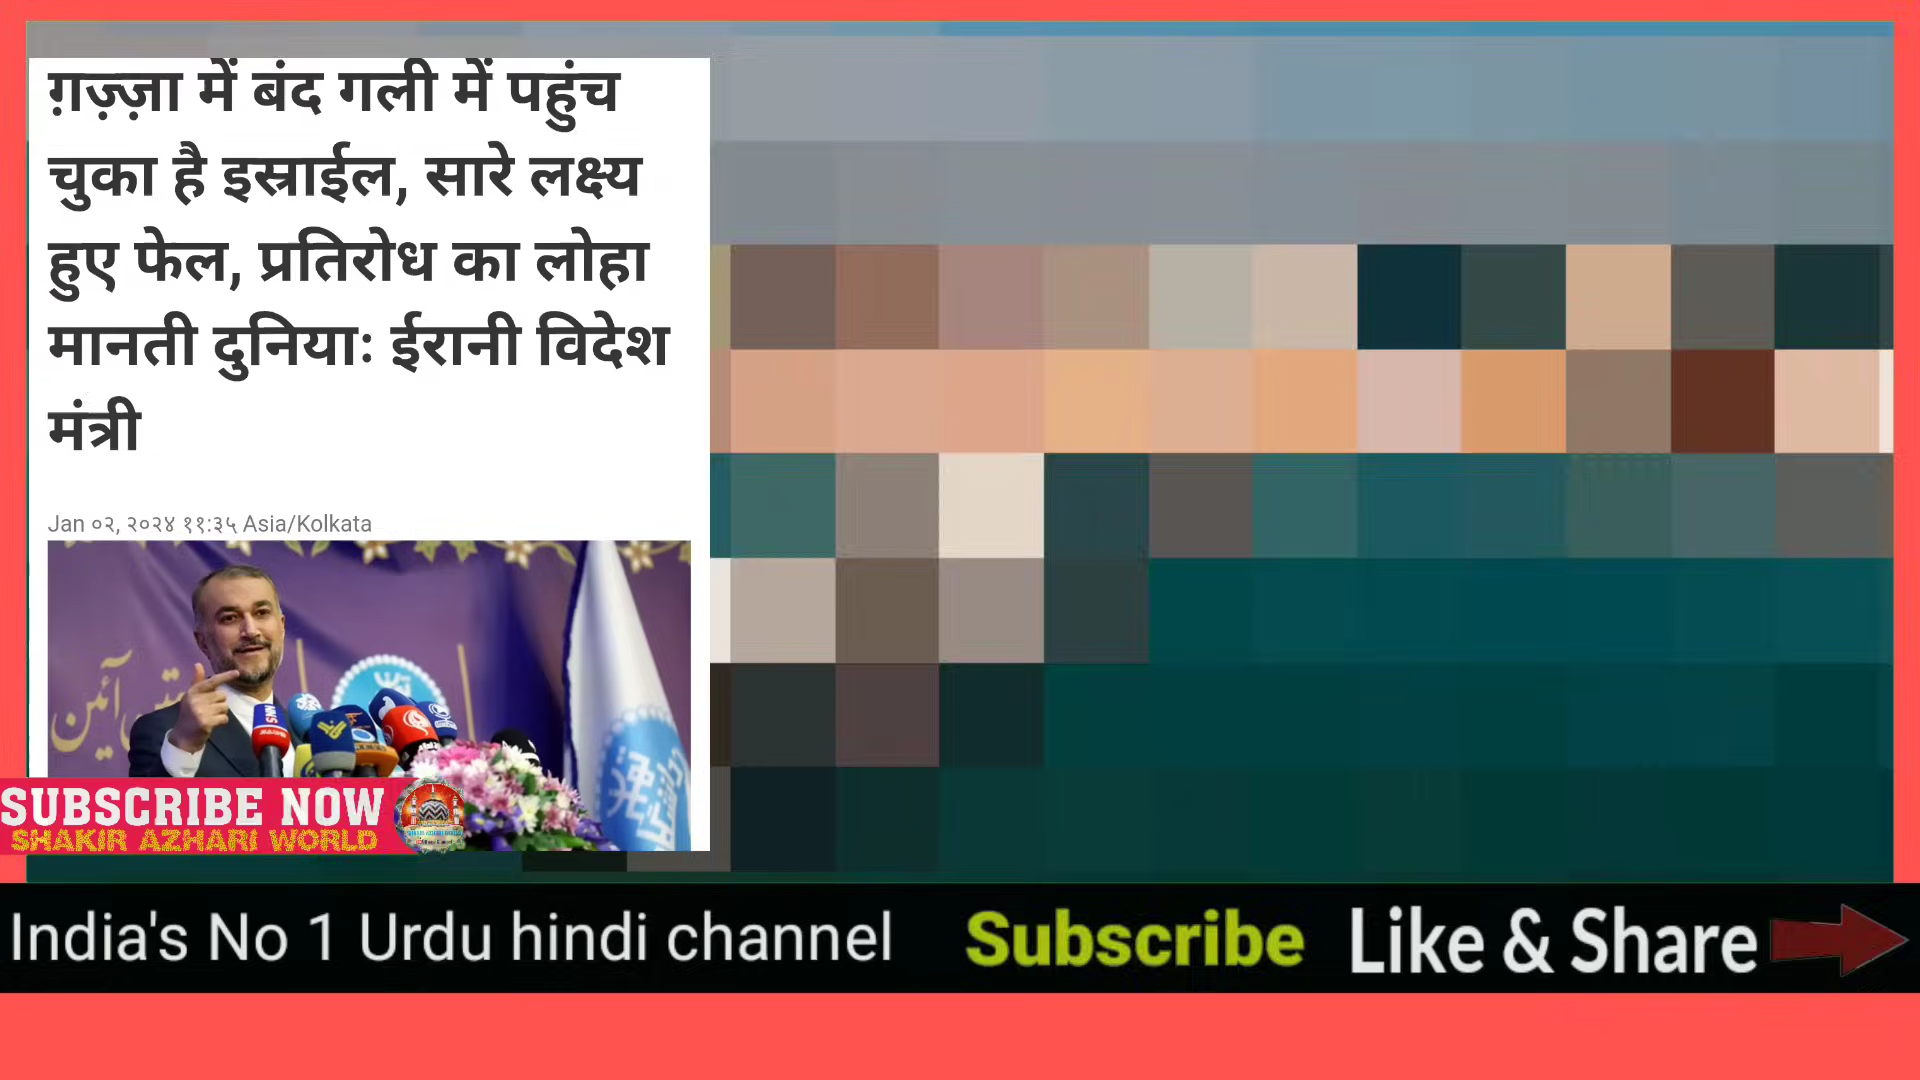 ग़ज़्ज़ा में बंद गली में पहुंच
चुका है इस्राईल, सारे लक्ष्य
हुए फेल, प्रतिरोध का लोहा
मानती दुनियाः ईरानी विदेश
मंत्री
Jan ०२, २०२४ ११:३५ Asia/Kolkata
SUBSCRIBE NOW
SHAKIR AZHARI WORLD
India's No 1 Urdu hindi channel
Subscribe
Like & Share